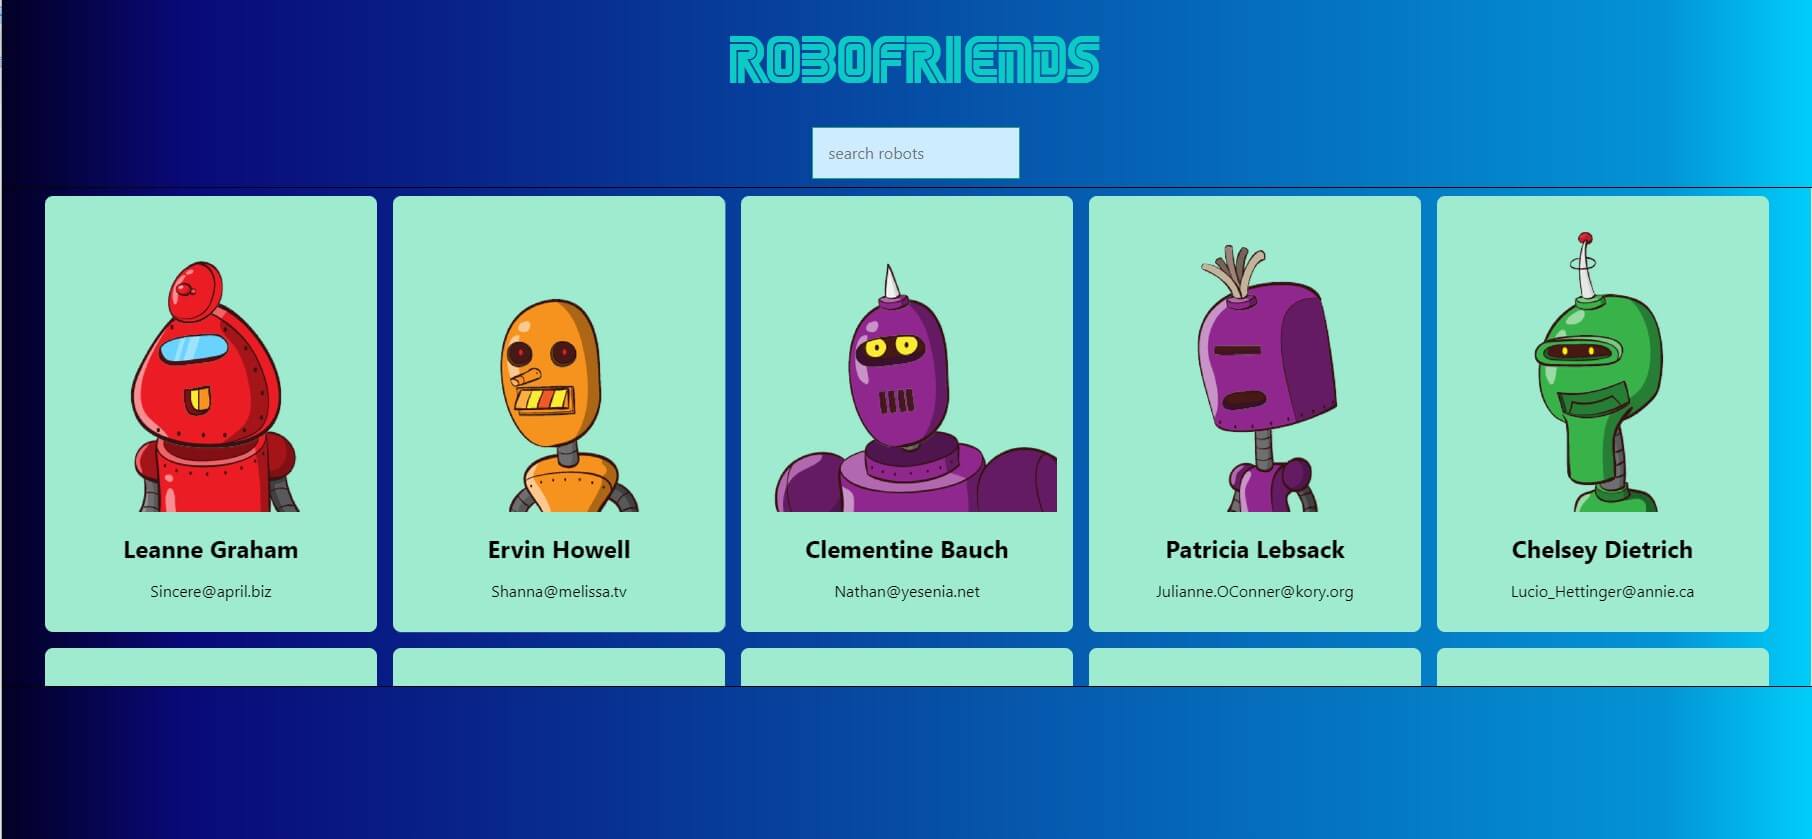 ROBOFRIENDS
search robots
Leanne Graham
Sincere@april.biz
Ervin Howell
Shanna@melissa.tv
Clementine Bauch
Nathan@yesenia.net
Patricia Lebsack
Julianne.OConner@kory.org
Chelsey Dietrich
Lucio_Hettinger@annie.ca